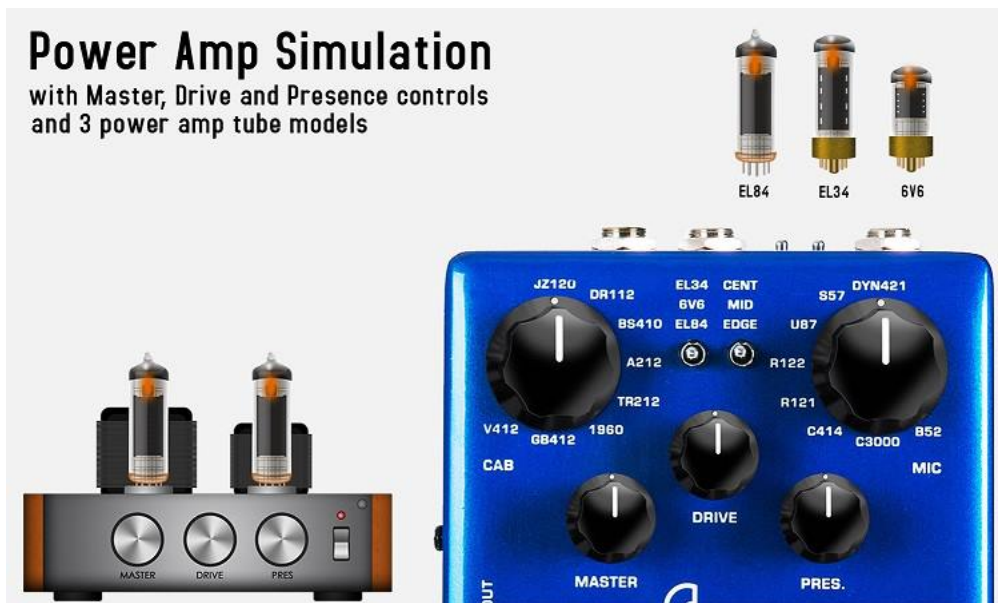 Power Amp Simulation
with Master, Drive and Presence controls
and 3 power amp tube models
EL84
EL34
6V6
JZ120
DR112
BS410
A212
TR212
1960
GB412
V412
CAB
EL34 CENT
6V6 MID
EL84 EDGE
DYN421
S57
U87
R122
R121
C414
C3000
B52
MIC
DRIVE
MASTER
PRES.
OUT
MASTER
DRIVE
PRES